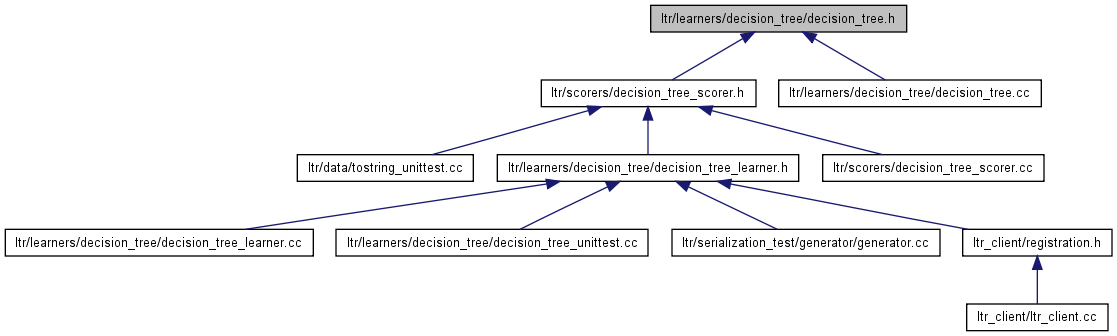 ltr/learners/decision_tree/decision_tree.h
ltr/scorers/decision_tree_scorer.h
ltr/learners/decision_tree/decision_tree.cc
ltr/data/tostring_unittest.cc
ltr/learners/decision_tree/decision_tree_learner.h
ltr/scorers/decision_tree_scorer.cc
ltr/learners/decision_tree/decision_tree_learner.cc
ltr/learners/decision_tree/decision_tree_unittest.cc
ltr/serialization_test/generator/generator.cc
ltr_client/registration.h
ltr_client/ltr_client.cc